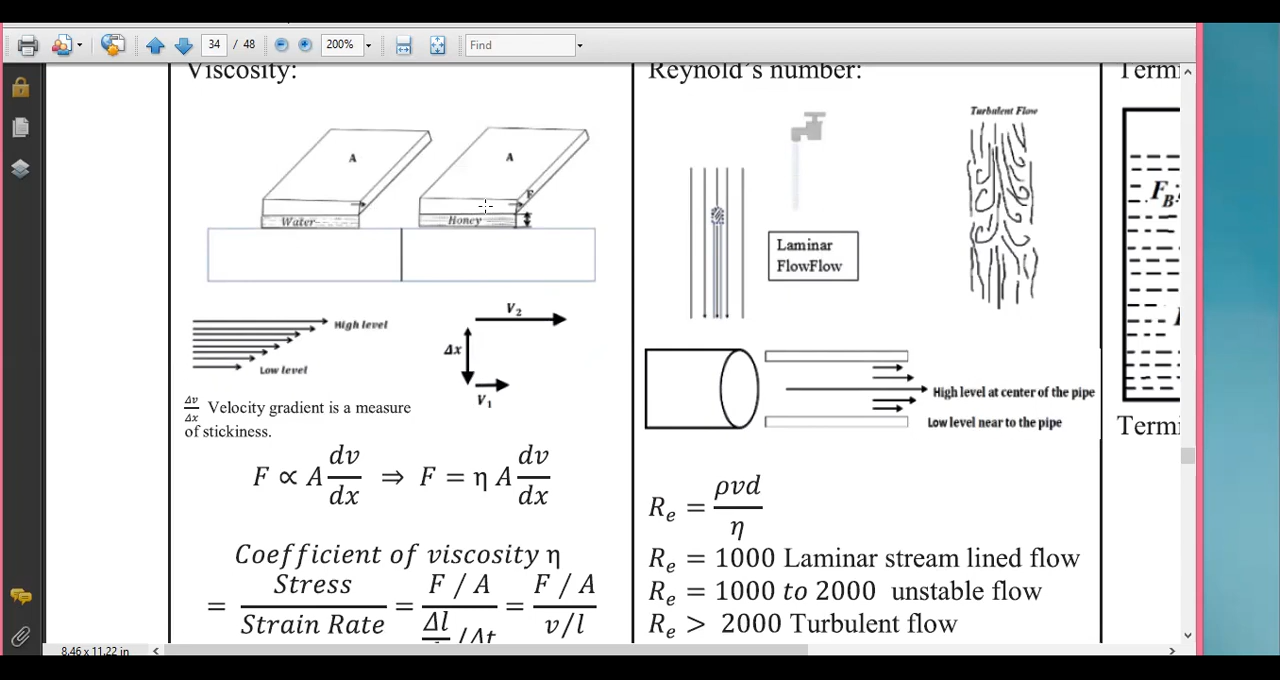 34 / 48
200%
Find
Viscosity:
A
A
F
Water
Honey
High level
Low level
V₂
Δx
V₁
Δv/Δx Velocity gradient is a measure
of stickiness.
F ∝ A dv/dx ⇒ F = η A dv/dx
Coefficient of viscosity η
= Stress/Strain Rate = F / A / Δl/ /Δt = F / A / v/l
Reynold's number:
Turbulent Flow
Laminar
FlowFlow
High level at center of the pipe
Low level near to the pipe
Rₑ = ρvd/η
Rₑ = 1000 Laminar stream lined flow
Rₑ = 1000 to 2000 unstable flow
Rₑ > 2000 Turbulent flow
Termi
F_B
Termi
8.46 x 11.22 in